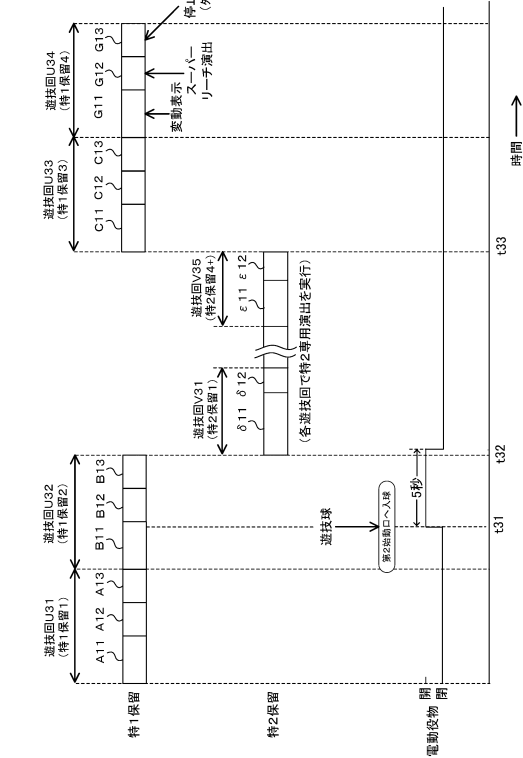 遊技回U31
(特1保留1)
遊技回U32
(特1保留2)
遊技回U33
(特1保留3)
遊技回U34
(特1保留4)
A11 A12 A13
B11 B12 B13
C11 C12 C13
G11 G12 G13
特1保留
変動表示
スーパー
リーチ演出
停止
遊技回V31
(特2保留1)
遊技回V35
(特2保留4+)
δ11 δ12
ε11 ε12
特2保留
(各遊技回で特2専用演出を実行)
遊技球
第2始動口へ入球
5秒
電動役物
開
閉
t31
t32
t33
時間